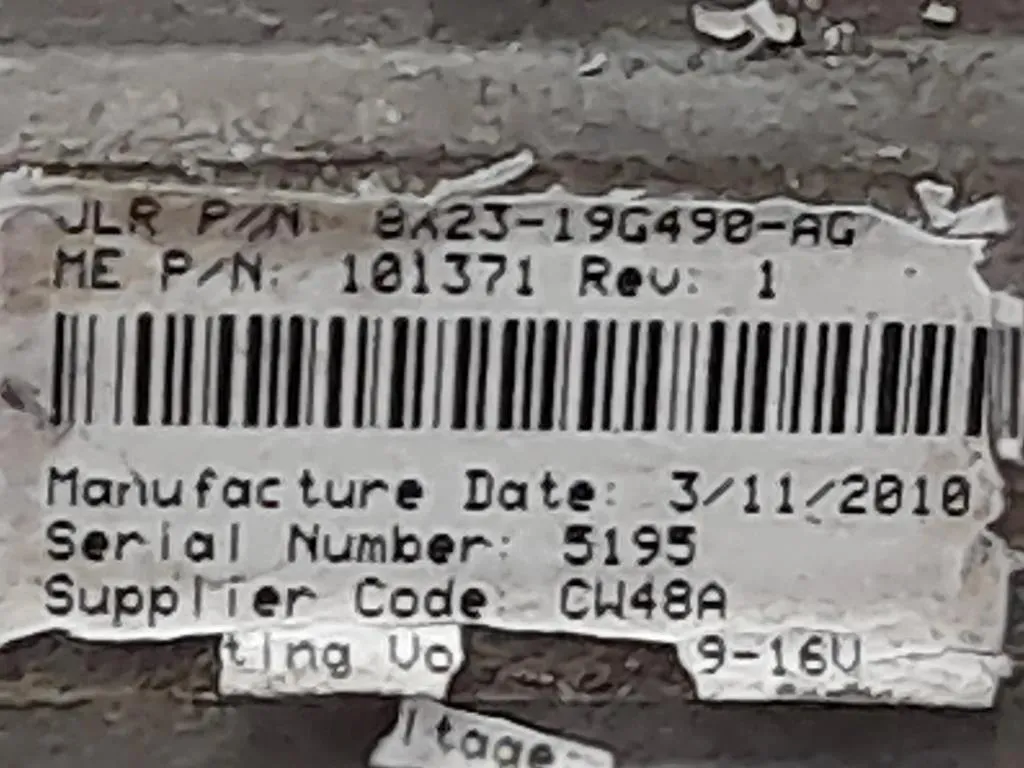 JLR P/N: 8X23-19G490-AG
ME P/N: 101371 Rev: 1
Manufacture Date: 3/11/2010
Serial Number: 5195
Supplier Code: CW48A
ting Vo 9-16V
ltage